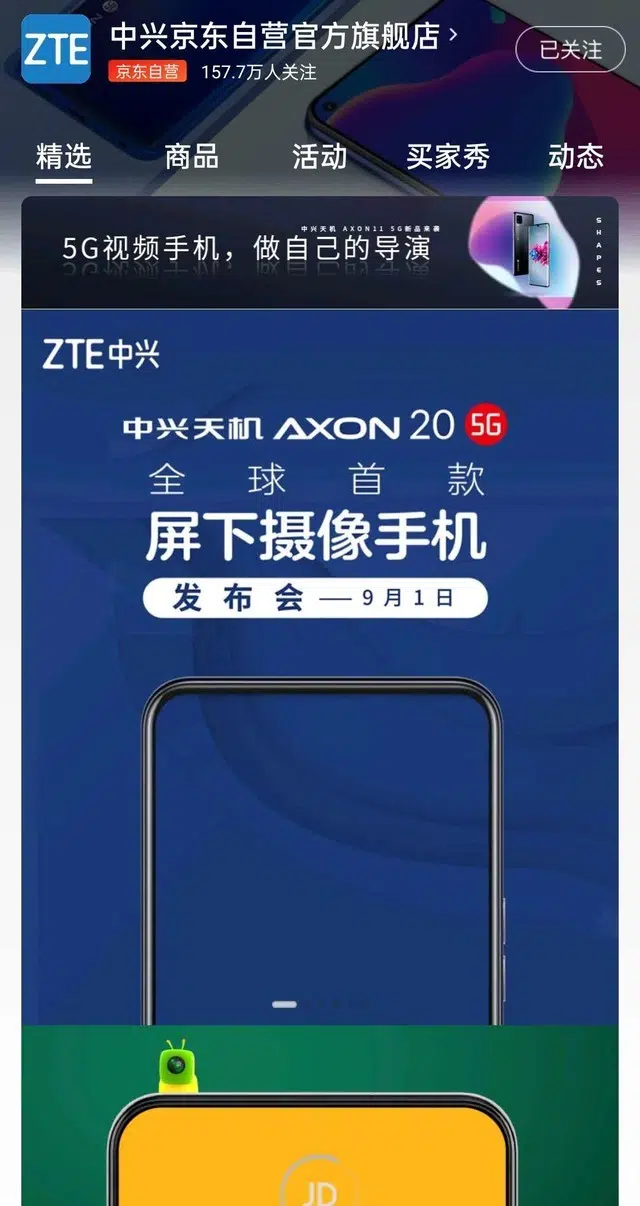 ZTE
中兴京东自营官方旗舰店
京东自营 157.7万人关注
已关注
精选 商品 活动 买家秀 动态
中兴天机 AXON11 5G新品来袭
5G视频手机，做自己的导演
SHAPES
ZTE中兴
中兴天机 AXON 20 5G
全球首款
屏下摄像手机
发布会——9月1日
JD